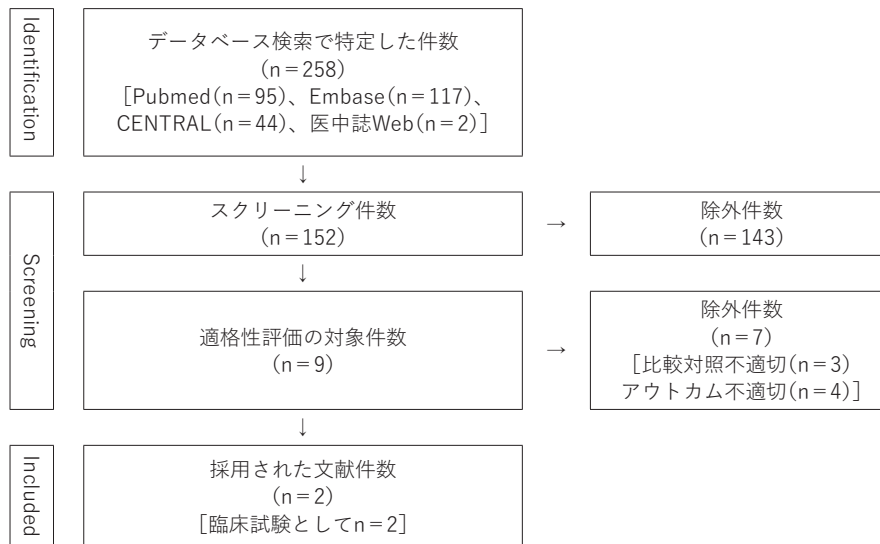 Identification
データベース検索で特定した件数
(n=258)
[Pubmed(n=95)、Embase(n=117)、
CENTRAL(n=44)、医中誌Web(n=2)]
↓
Screening
スクリーニング件数
(n=152)
→
除外件数
(n=143)
↓
適格性評価の対象件数
(n=9)
→
除外件数
(n=7)
[比較対照不適切(n=3)
アウトカム不適切(n=4)]
↓
Included
採用された文献件数
(n=2)
[臨床試験としてn=2]